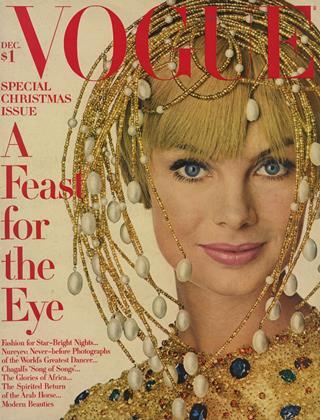 VOGUE
DEC.
$1
SPECIAL
CHRISTMAS
ISSUE
A
Feast
for
the
Eye
Fashion for Star-Bright Nights...
Nureyev: Never-before Photographs
of the World's Greatest Dancer...
Chagall's 'Song of Songs'...
The Glories of Africa...
The Spirited Return
of the Arab Horse...
Modern Beauties